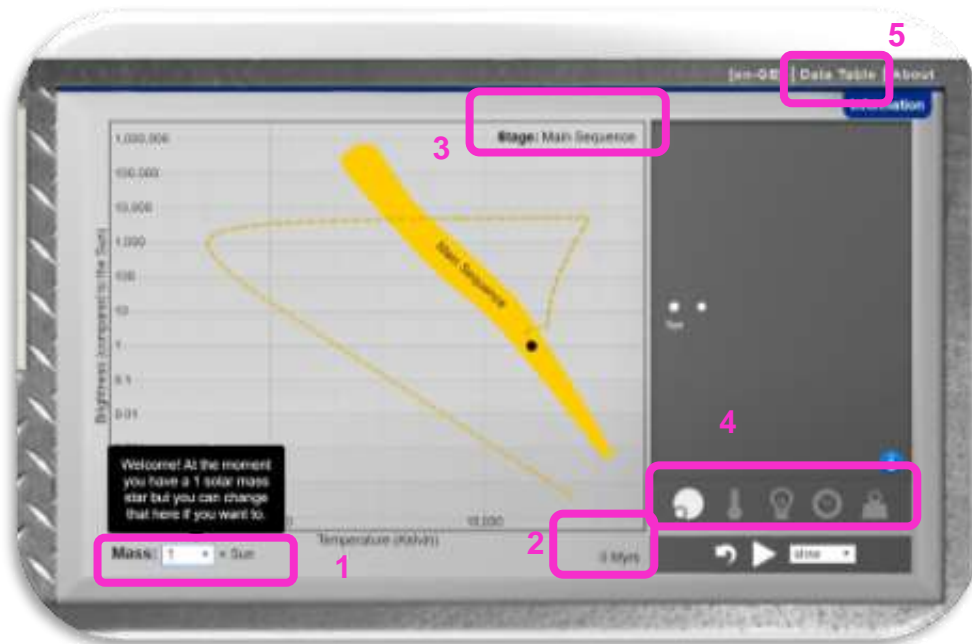 5
[en-GB] | Data Table | About
Information
3
Stage: Main Sequence
1,000,000
100,000
10,000
1,000
100
10
1
0.1
0.01
Brightness (compared to the Sun)
Main Sequence
Sun
4
Welcome! At the moment
you have a 1 solar mass
star but you can change
that here if you want to.
10,000
Temperature (Kelvin)
Mass: 1 × Sun
1
2
0 Myrs
slow